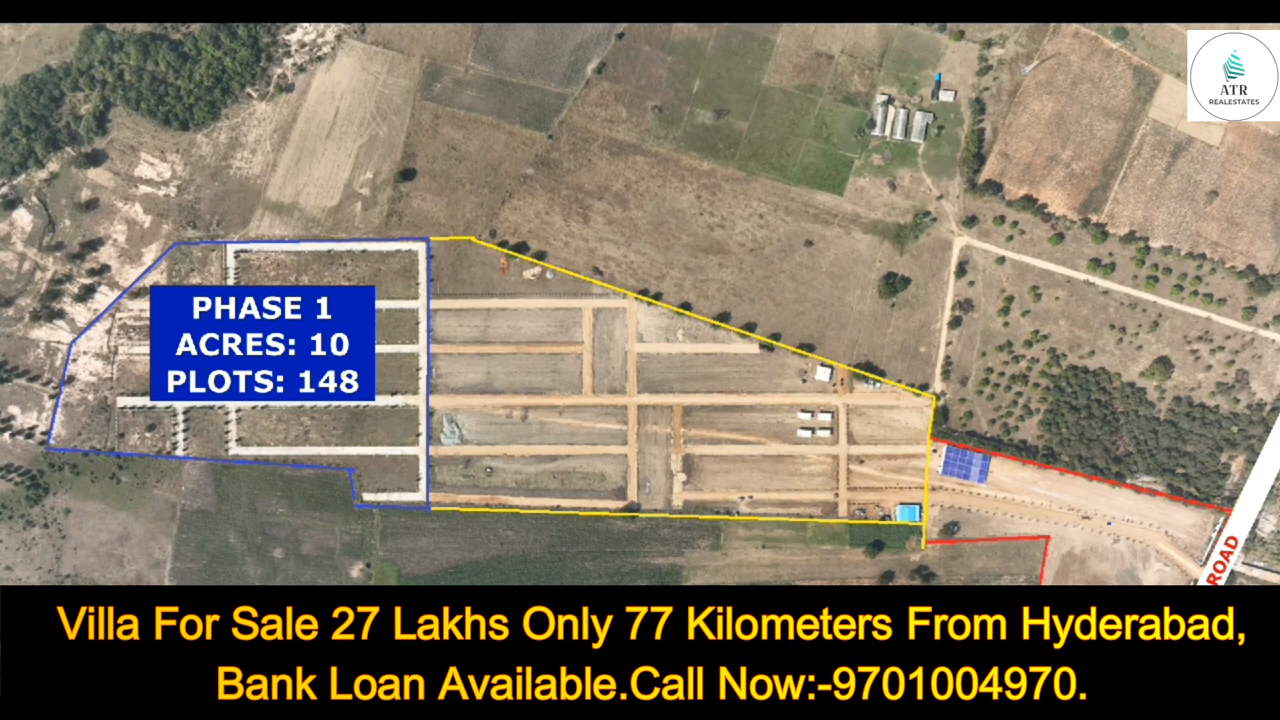 ATR
REALESTATES
PHASE 1
ACRES: 10
PLOTS: 148
ROAD
Villa For Sale 27 Lakhs Only 77 Kilometers From Hyderabad,
Bank Loan Available.Call Now:-9701004970.